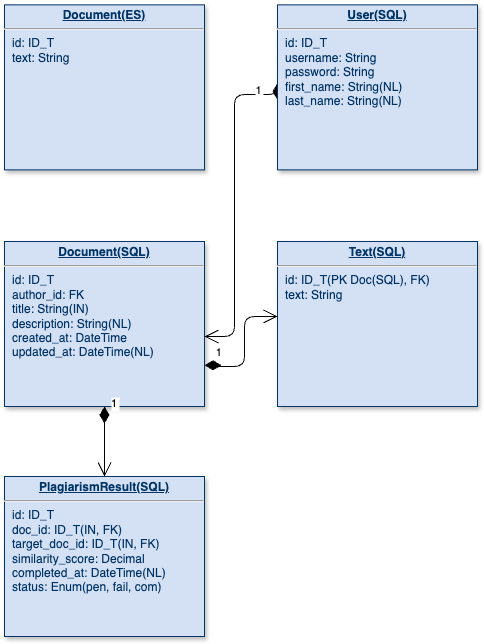 Document(ES)
id: ID_T
text: String
User(SQL)
id: ID_T
username: String
password: String
first_name: String(NL)
last_name: String(NL)
1
Document(SQL)
id: ID_T
author_id: FK
title: String(IN)
description: String(NL)
created_at: DateTime
updated_at: DateTime(NL)
Text(SQL)
id: ID_T(PK Doc(SQL), FK)
text: String
1
1
PlagiarismResult(SQL)
id: ID_T
doc_id: ID_T(IN, FK)
target_doc_id: ID_T(IN, FK)
similarity_score: Decimal
completed_at: DateTime(NL)
status: Enum(pen, fail, com)